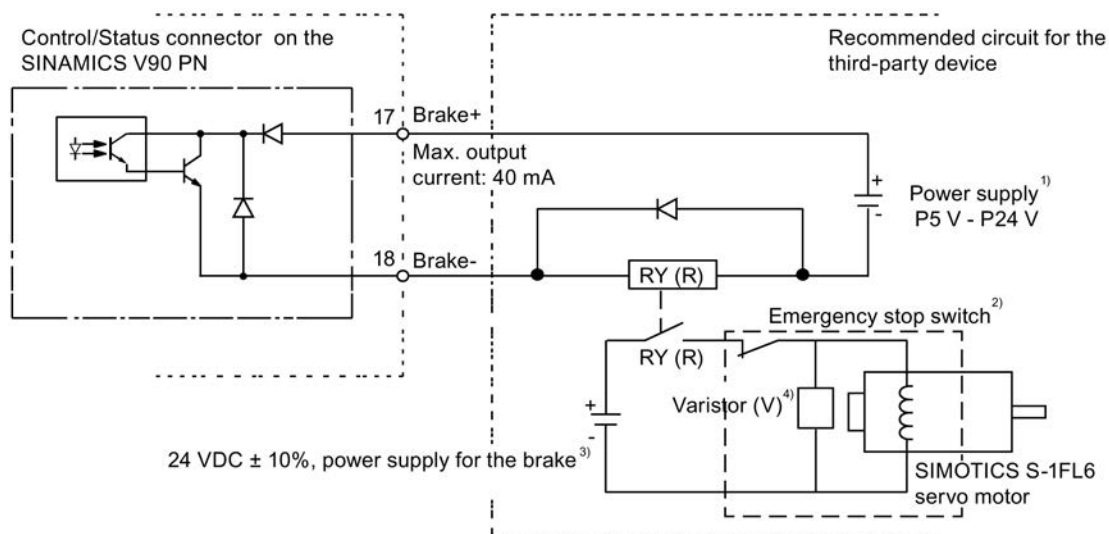 Control/Status connector on the
SINAMICS V90 PN
Recommended circuit for the
third-party device
17
Brake+
Max. output
current: 40 mA
+
-
Power supply 1)
P5 V - P24 V
18
Brake-
RY (R)
Emergency stop switch 2)
RY (R)
Varistor (V) 4)
+
-
24 VDC ± 10%, power supply for the brake 3)
SIMOTICS S-1FL6
servo motor